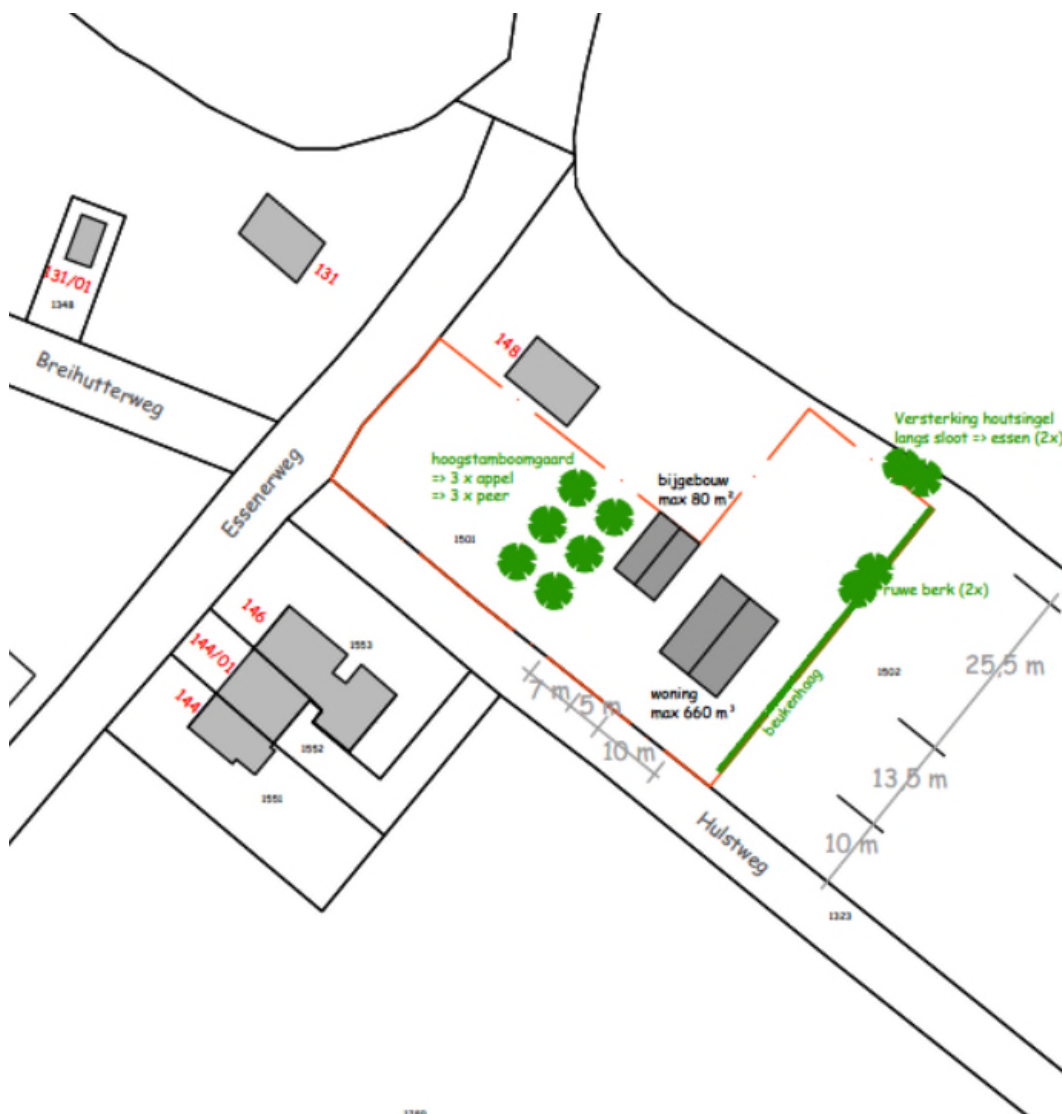 131/01
131
1348
Breihutterweg
Essenerweg
148
Versterking houtsingel
langs sloot => essen (2x)
hoogstamboomgaard
=> 3 x appel
=> 3 x peer
bijgebouw
max 80 m²
1501
ruwe berk (2x)
146
1553
144/01
144
1552
1551
woning
max 660 m³
beukenhaag
1502
25,5 m
7 m
5 m
10 m
13,5 m
10 m
Hulstweg
1323